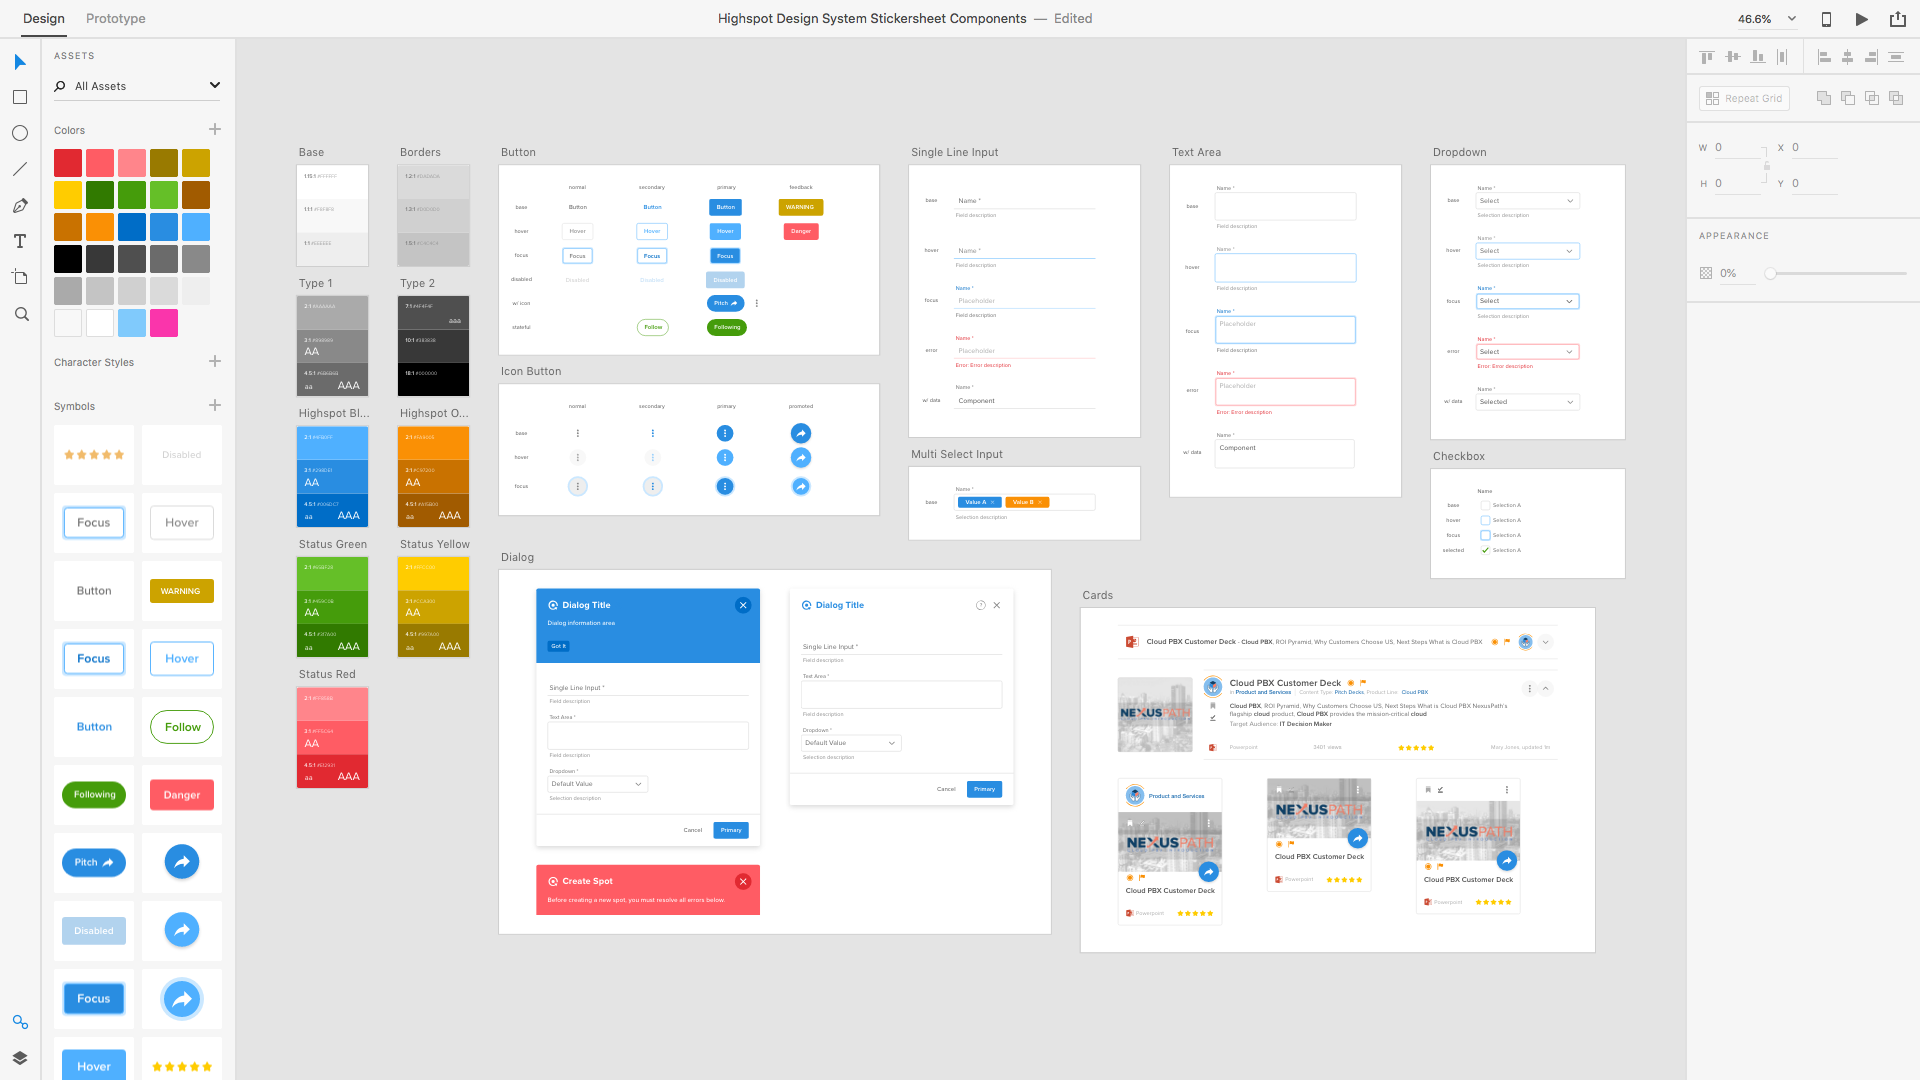 Design
Prototype
Highspot Design System Stickersheet Components — Edited
46.6%
ASSETS
All Assets
Colors
Character Styles
Symbols
Disabled
Focus
Hover
Button
WARNING
Focus
Hover
Button
Follow
Following
Danger
Pitch
Disabled
Focus
Hover
Base
Borders
Type 1
AA
aa AAA
Type 2
aaa
Highspot Bl...
AA
aa AAA
Highspot O...
AA
aa AAA
Status Green
AA
aa AAA
Status Yellow
AA
aa AAA
Status Red
AA
aa AAA
Button
normal secondary primary feedback
base Button Button Button WARNING
hover Hover Hover Hover Danger
focus Focus Focus Focus
disabled Disabled Disabled Disabled
w/ icon Pitch
stateful Follow Following
Icon Button
normal secondary primary promoted
base
hover
focus
Dialog
Dialog Title
Dialog information area
Got It
Single Line Input *
Field description
Text Area *
Field description
Dropdown *
Default Value
Selection description
Cancel Primary
Create Spot
Before creating a new spot, you must resolve all errors below.
Dialog Title
Single Line Input *
Field description
Text Area *
Field description
Dropdown *
Default Value
Selection description
Cancel Primary
Single Line Input
base Name *
Field description
hover Name *
Field description
Name *
focus Placeholder
Field description
Name *
error Placeholder
Error: Error description
Name *
w/ data Component
Multi Select Input
Name *
base Value A × Value B ×
Selection description
Text Area
Name *
base
Field description
Name *
hover
Field description
Name *
Placeholder
focus
Field description
Name *
Placeholder
error
Error: Error description
Name *
Component
w/ data
Dropdown
Name *
base Select
Selection description
Name *
hover Select
Selection description
Name *
focus Select
Selection description
Name *
error Select
Error: Error description
Name *
w/ data Selected
Checkbox
Name
base Selection A
hover Selection A
focus Selection A
selected Selection A
Cards
Cloud PBX Customer Deck - Cloud PBX, ROI Pyramid, Why Customers Choose US, Next Steps What is Cloud PBX
NEXUSPATH
Cloud PBX Customer Deck
in Product and Services Content Type: Pitch Decks Product Line: Cloud PBX
Cloud PBX, ROI Pyramid, Why Customers Choose US, Next Steps What is Cloud PBX NexusPath's
flagship cloud product, Cloud PBX provides the mission-critical cloud
Target Audience: IT Decision Maker
Powerpoint 2401 views Mary Jones, updated 1w
Product and Services
NEXUSPATH
Cloud PBX Customer Deck
Powerpoint
NEXUSPATH
Cloud PBX Customer Deck
Powerpoint
NEXUSPATH
Cloud PBX Customer Deck
Powerpoint
Repeat Grid
W 0 X 0
H 0 Y 0
APPEARANCE
0%